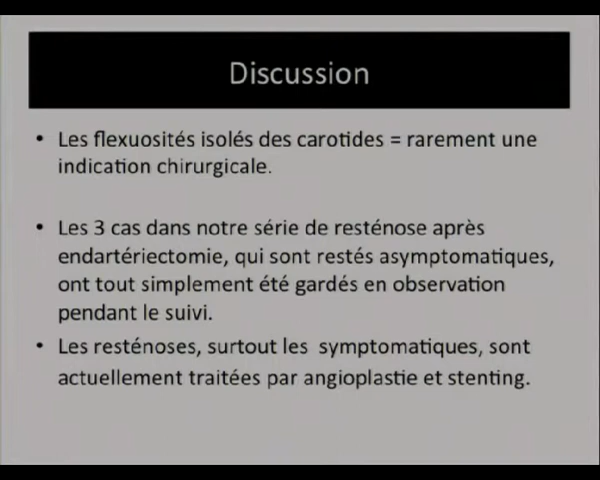 Discussion
• Les flexuosités isolés des carotides = rarement une
indication chirurgicale.
• Les 3 cas dans notre série de resténose après
endartériectomie, qui sont restés asymptomatiques,
ont tout simplement été gardés en observation
pendant le suivi.
• Les resténoses, surtout les  symptomatiques, sont
actuellement traitées par angioplastie et stenting.